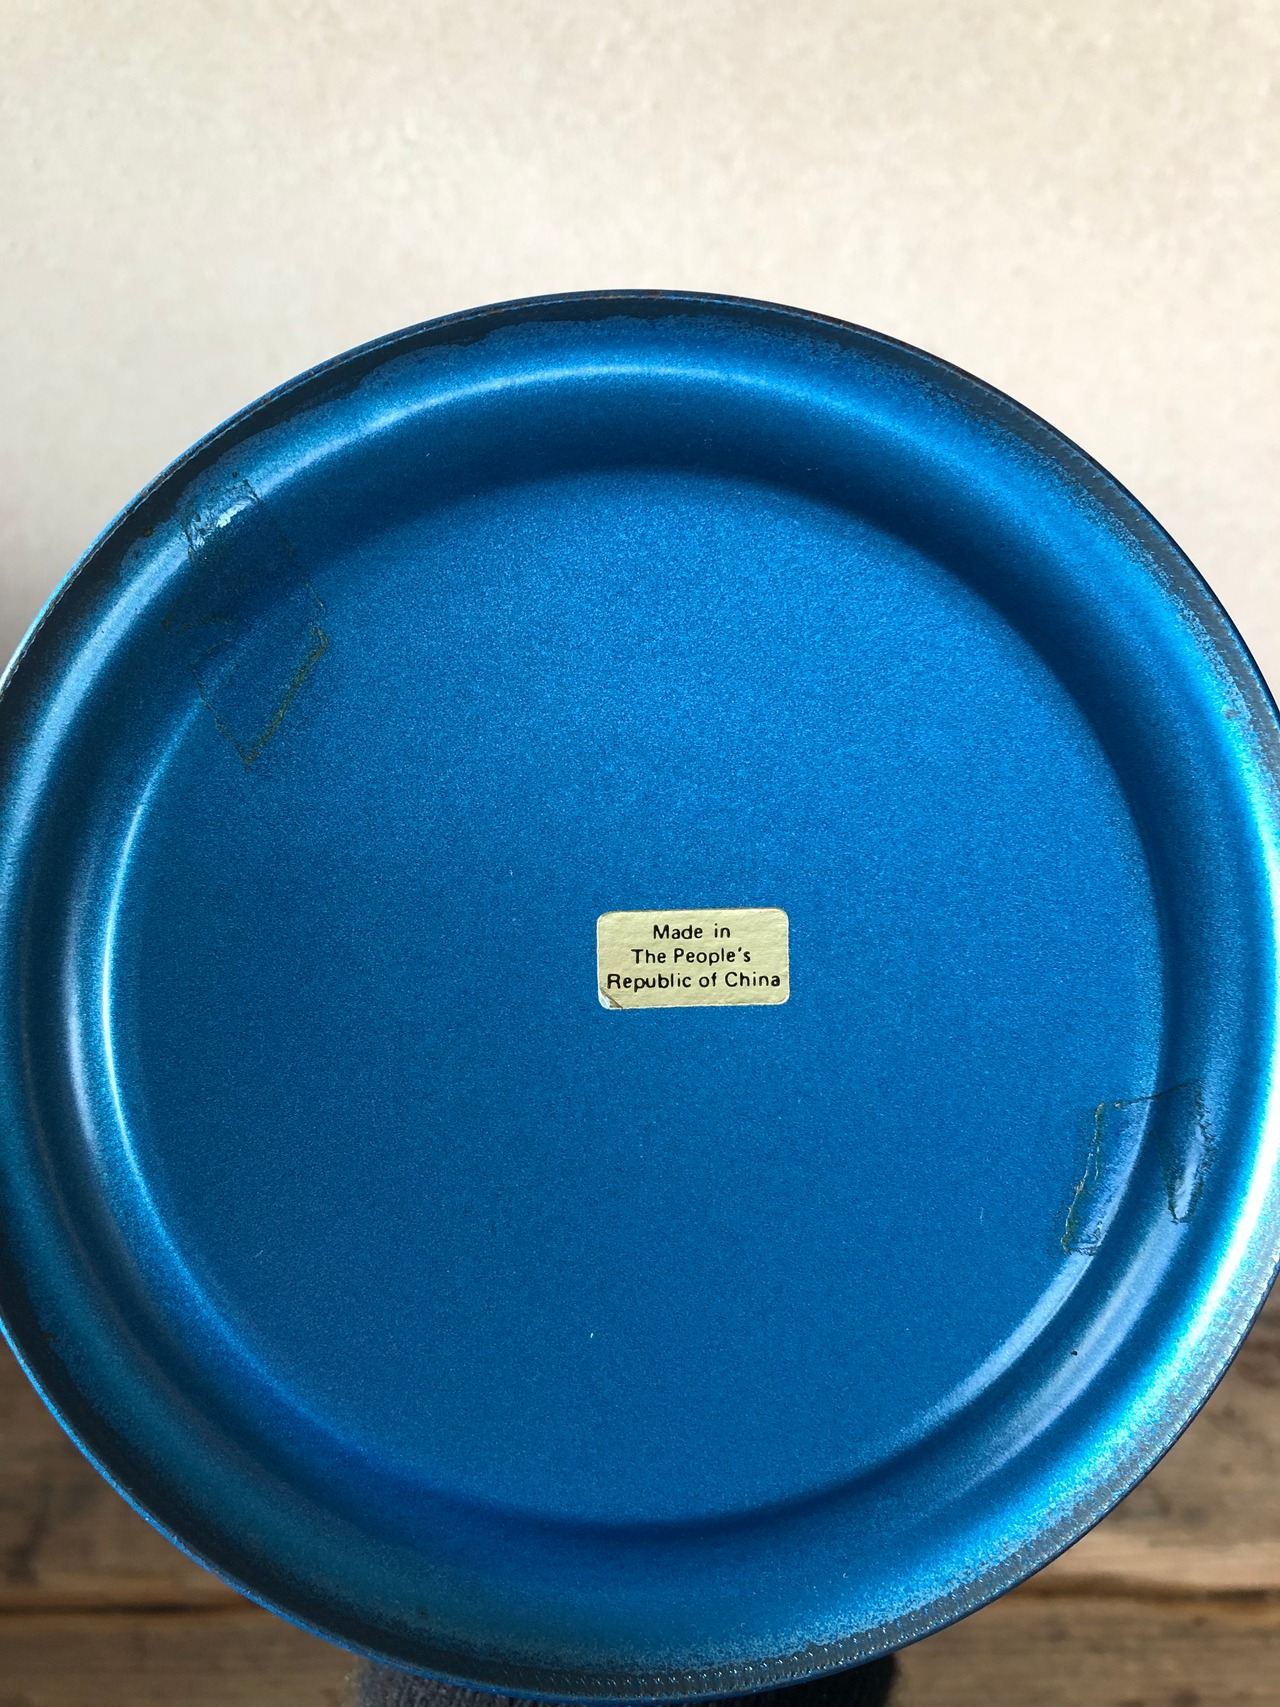 Made in
The People's
Republic of China